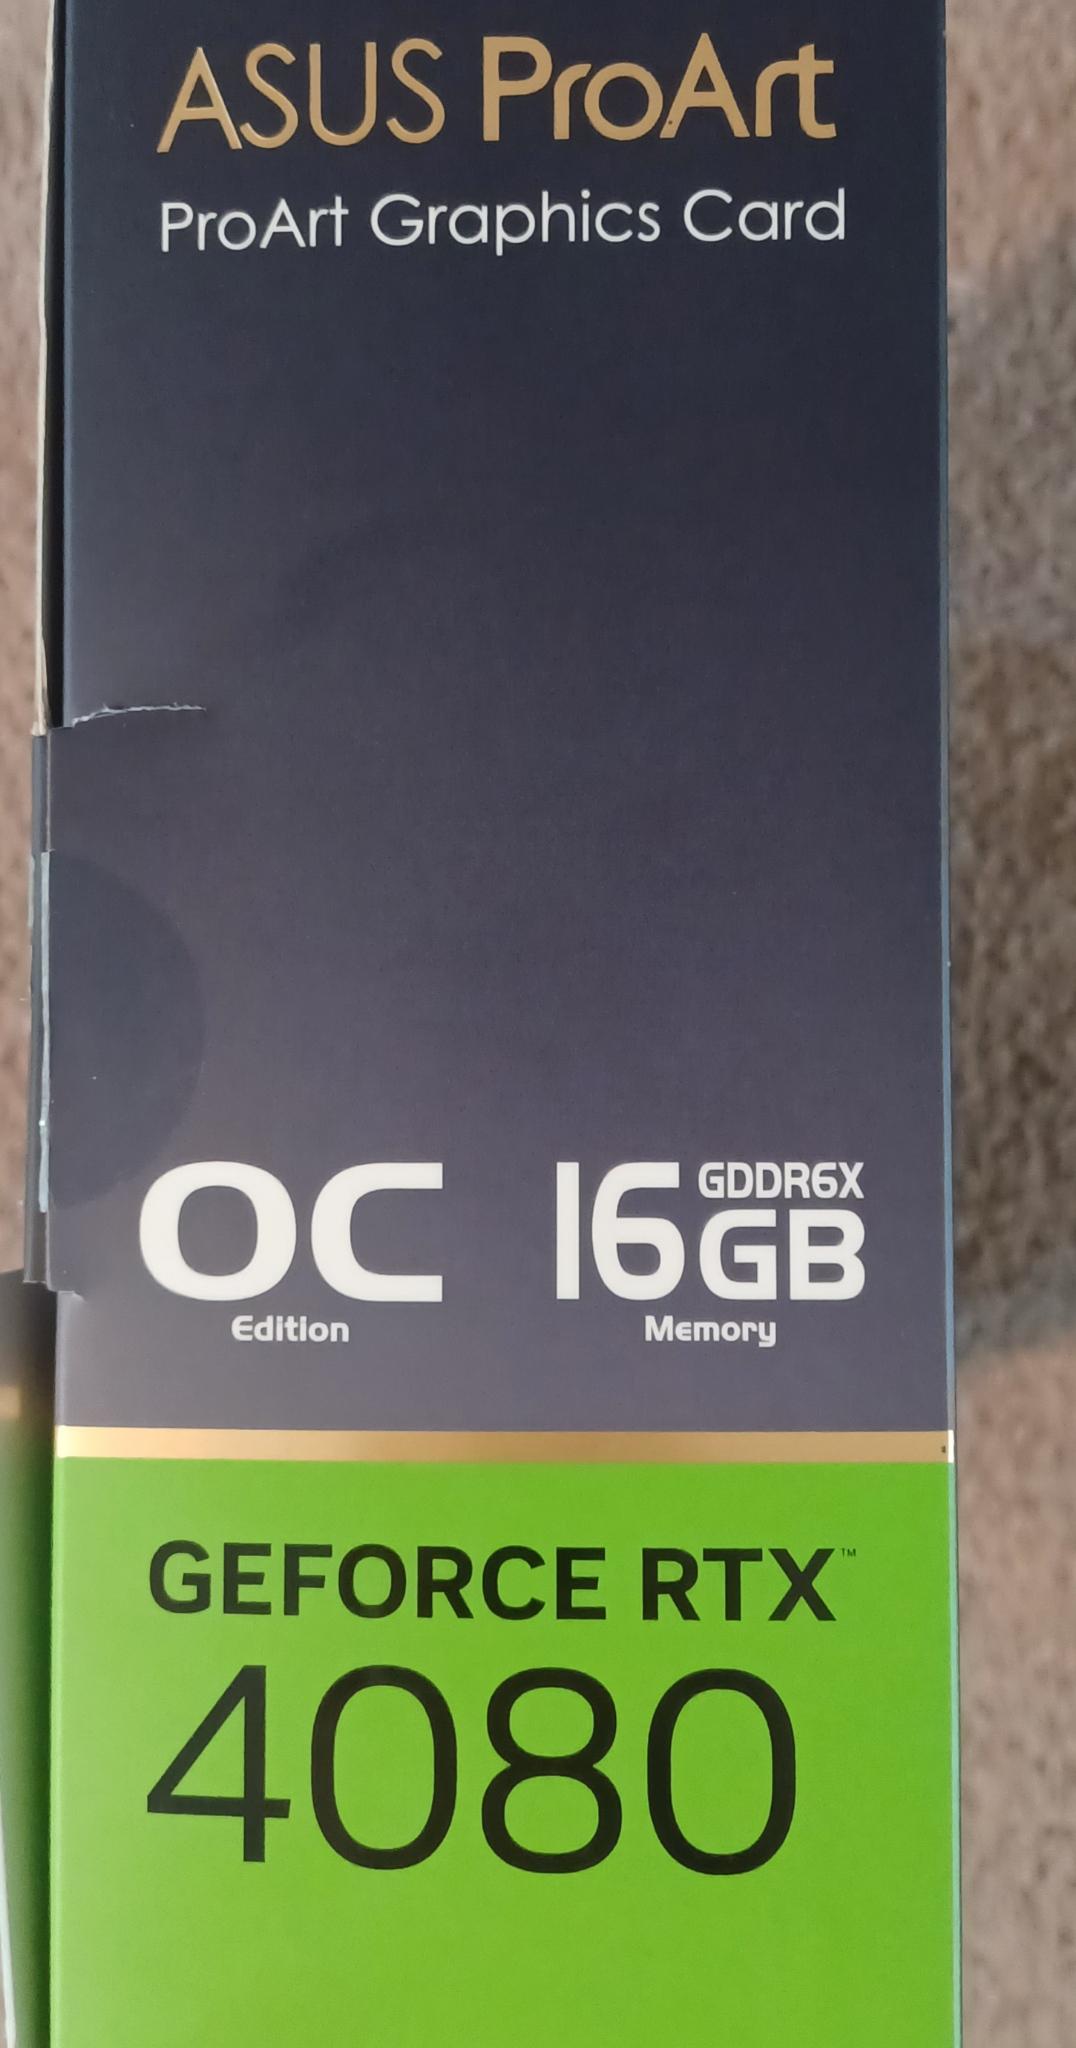 ASUS ProArt
ProArt Graphics Card
OC
Edition
16 GDDR6X
GB
Memory
GEFORCE RTX™
4080